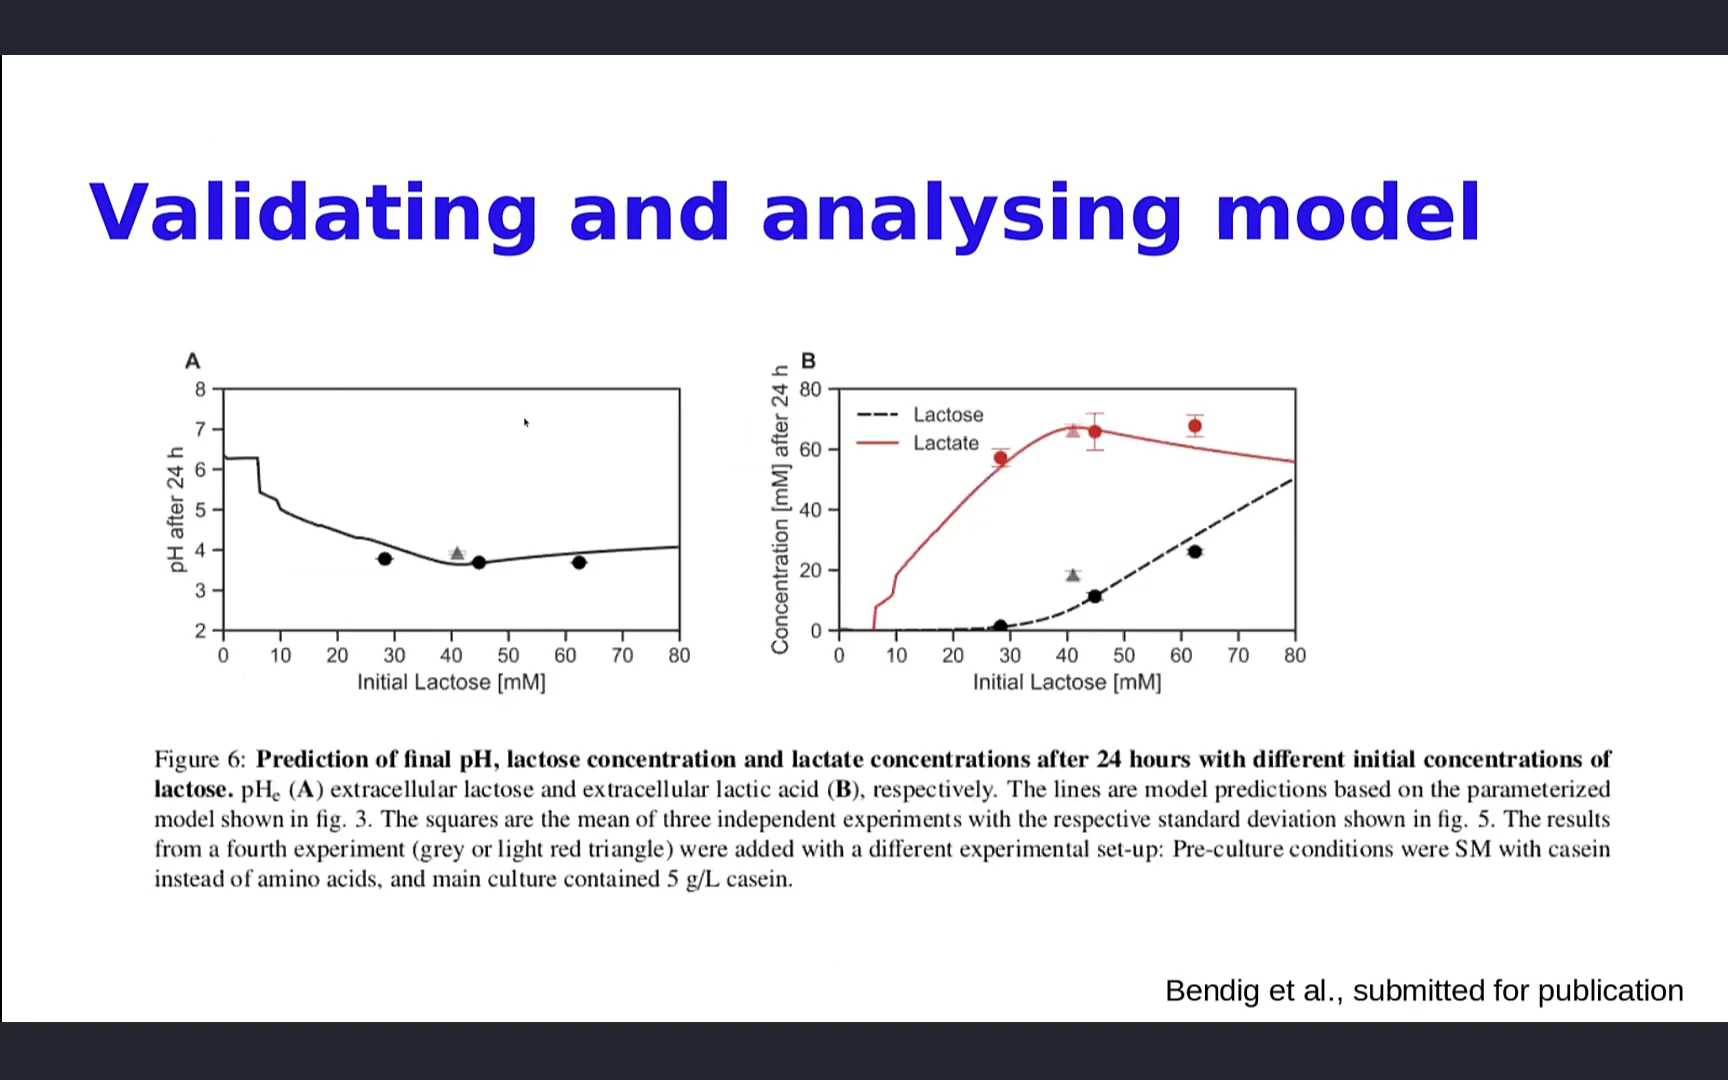 Validating and analysing model
A
8
7
6
5
4
3
2
pH after 24 h
0 10 20 30 40 50 60 70 80
Initial Lactose [mM]
B
80
60
40
20
0
Concentration [mM] after 24 h
Lactose
Lactate
0 10 20 30 40 50 60 70 80
Initial Lactose [mM]
Figure 6: Prediction of final pH, lactose concentration and lactate concentrations after 24 hours with different initial concentrations of
lactose. pHe (A) extracellular lactose and extracellular lactic acid (B), respectively. The lines are model predictions based on the parameterized
model shown in fig. 3. The squares are the mean of three independent experiments with the respective standard deviation shown in fig. 5. The results
from a fourth experiment (grey or light red triangle) were added with a different experimental set-up: Pre-culture conditions were SM with casein
instead of amino acids, and main culture contained 5 g/L casein.
Bendig et al., submitted for publication